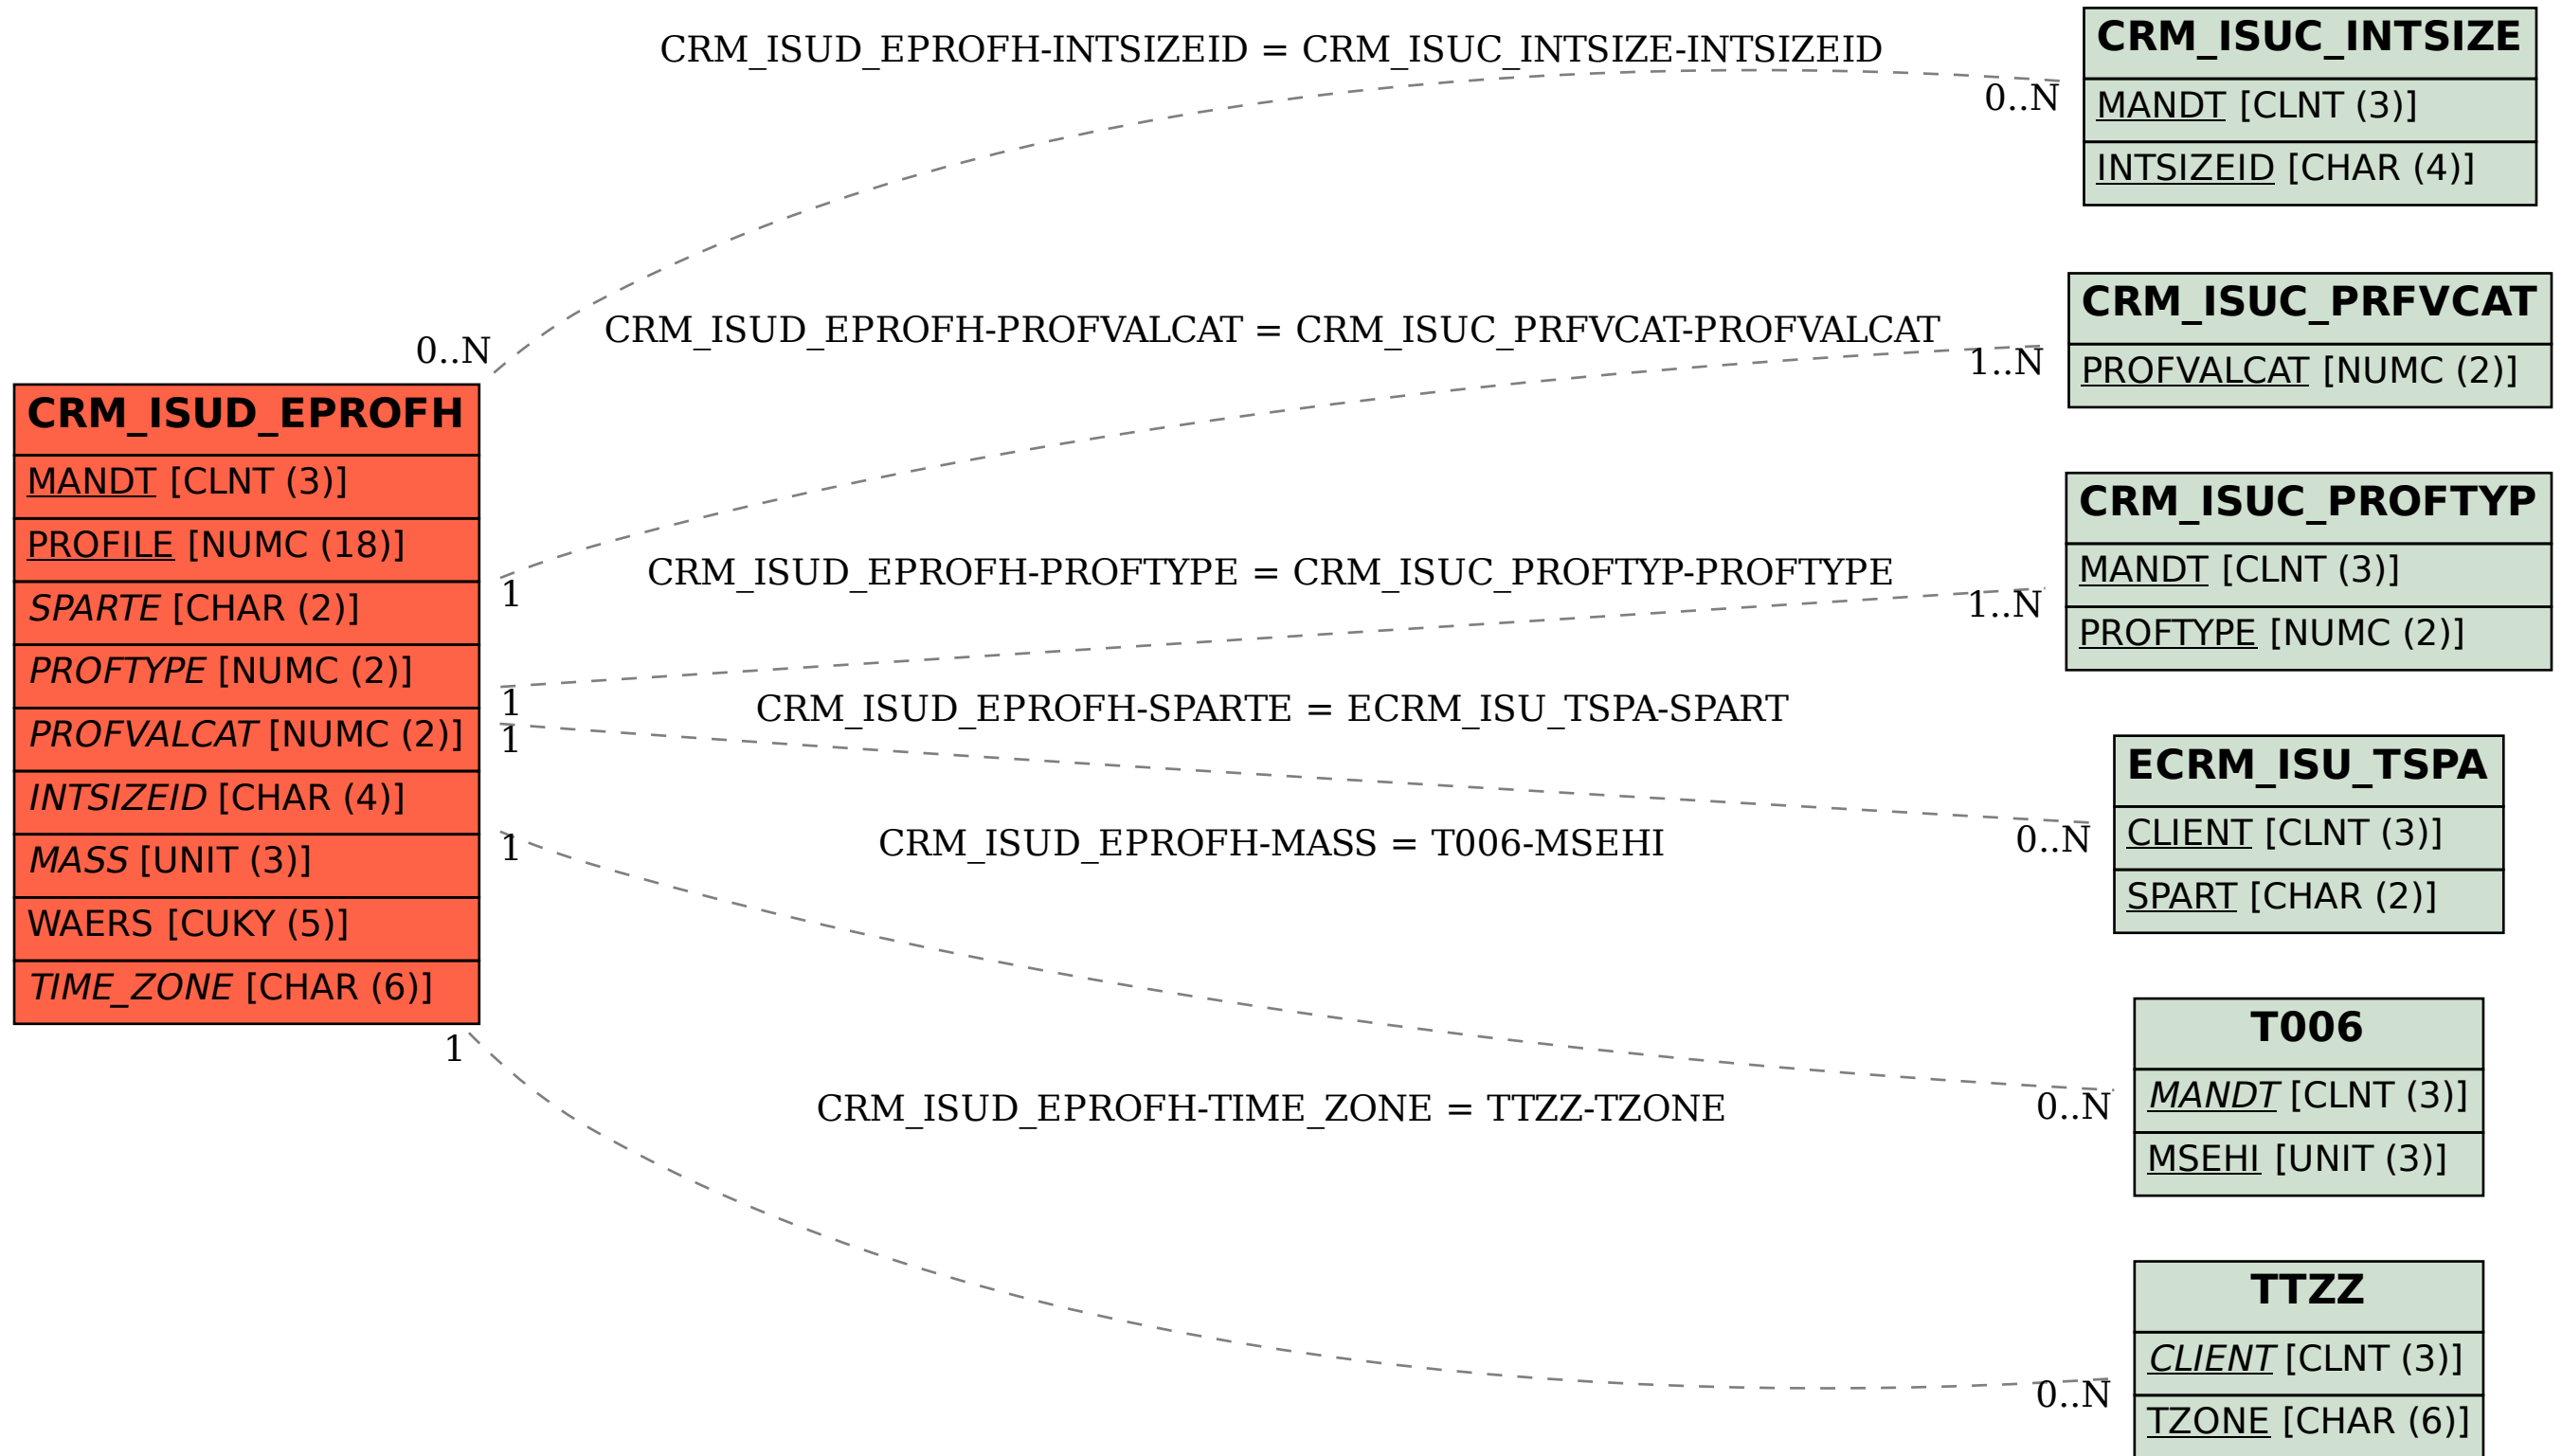 CRM_ISUD_EPROFH-INTSIZEID = CRM_ISUC_INTSIZE-INTSIZEID
0..N
0..N
CRM_ISUC_INTSIZE
MANDT [CLNT (3)]
INTSIZEID [CHAR (4)]
CRM_ISUD_EPROFH-PROFVALCAT = CRM_ISUC_PRFVCAT-PROFVALCAT
1..N
1
CRM_ISUC_PRFVCAT
PROFVALCAT [NUMC (2)]
CRM_ISUD_EPROFH
MANDT [CLNT (3)]
PROFILE [NUMC (18)]
SPARTE [CHAR (2)]
PROFTYPE [NUMC (2)]
PROFVALCAT [NUMC (2)]
INTSIZEID [CHAR (4)]
MASS [UNIT (3)]
WAERS [CUKY (5)]
TIME_ZONE [CHAR (6)]
CRM_ISUD_EPROFH-PROFTYPE = CRM_ISUC_PROFTYP-PROFTYPE
1..N
1
CRM_ISUC_PROFTYP
MANDT [CLNT (3)]
PROFTYPE [NUMC (2)]
CRM_ISUD_EPROFH-SPARTE = ECRM_ISU_TSPA-SPART
1
0..N
ECRM_ISU_TSPA
CLIENT [CLNT (3)]
SPART [CHAR (2)]
CRM_ISUD_EPROFH-MASS = T006-MSEHI
1
0..N
T006
MANDT [CLNT (3)]
MSEHI [UNIT (3)]
CRM_ISUD_EPROFH-TIME_ZONE = TTZZ-TZONE
1
0..N
TTZZ
CLIENT [CLNT (3)]
TZONE [CHAR (6)]